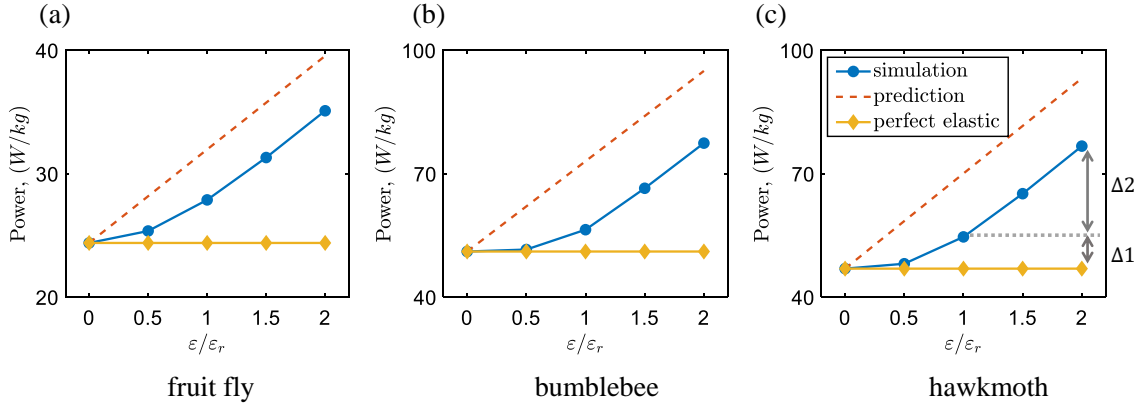 (a)
40
30
20
Power, (W/kg)
0 0.5 1 1.5 2
ε/εr
fruit fly
(b)
100
70
40
Power, (W/kg)
0 0.5 1 1.5 2
ε/εr
bumblebee
(c)
100
70
40
Power, (W/kg)
simulation
prediction
perfect elastic
Δ2
Δ1
0 0.5 1 1.5 2
ε/εr
hawkmoth